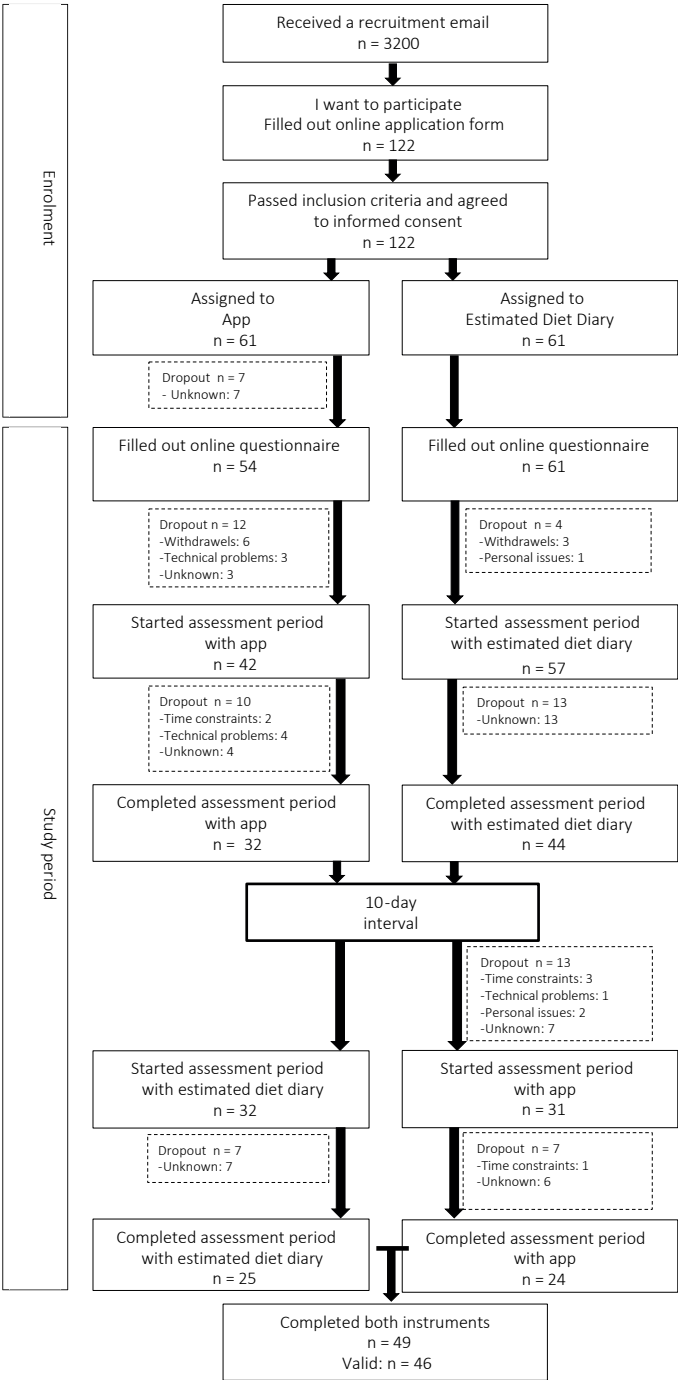 Received a recruitment email
n = 3200
I want to participate
Filled out online application form
n = 122
Passed inclusion criteria and agreed
to informed consent
n = 122
Enrolment
Assigned to
App
n = 61
Assigned to
Estimated Diet Diary
n = 61
Dropout n = 7
- Unknown: 7
Filled out online questionnaire
n = 54
Filled out online questionnaire
n = 61
Dropout n = 12
-Withdrawels: 6
-Technical problems: 3
-Unknown: 3
Dropout n = 4
-Withdrawels: 3
-Personal issues: 1
Started assessment period
with app
n = 42
Started assessment period
with estimated diet diary
n = 57
Dropout n = 10
-Time constraints: 2
-Technical problems: 4
-Unknown: 4
Dropout n = 13
-Unknown: 13
Study period
Completed assessment period
with app
n = 32
Completed assessment period
with estimated diet diary
n = 44
10-day
interval
Dropout n = 13
-Time constraints: 3
-Technical problems: 1
-Personal issues: 2
-Unknown: 7
Started assessment period
with estimated diet diary
n = 32
Started assessment period
with app
n = 31
Dropout n = 7
-Unknown: 7
Dropout n = 7
-Time constraints: 1
-Unknown: 6
Completed assessment period
with estimated diet diary
n = 25
Completed assessment period
with app
n = 24
Completed both instruments
n = 49
Valid: n = 46